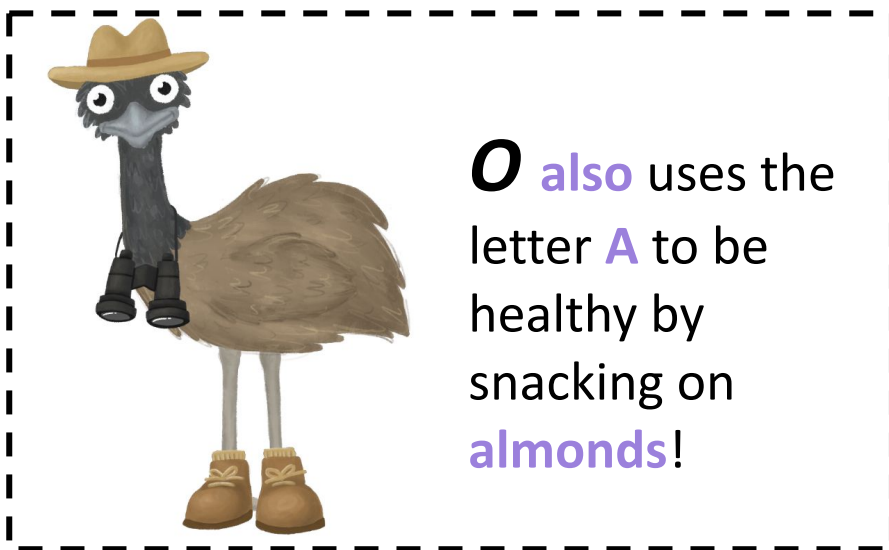 O also uses the
letter A to be
healthy by
snacking on
almonds!